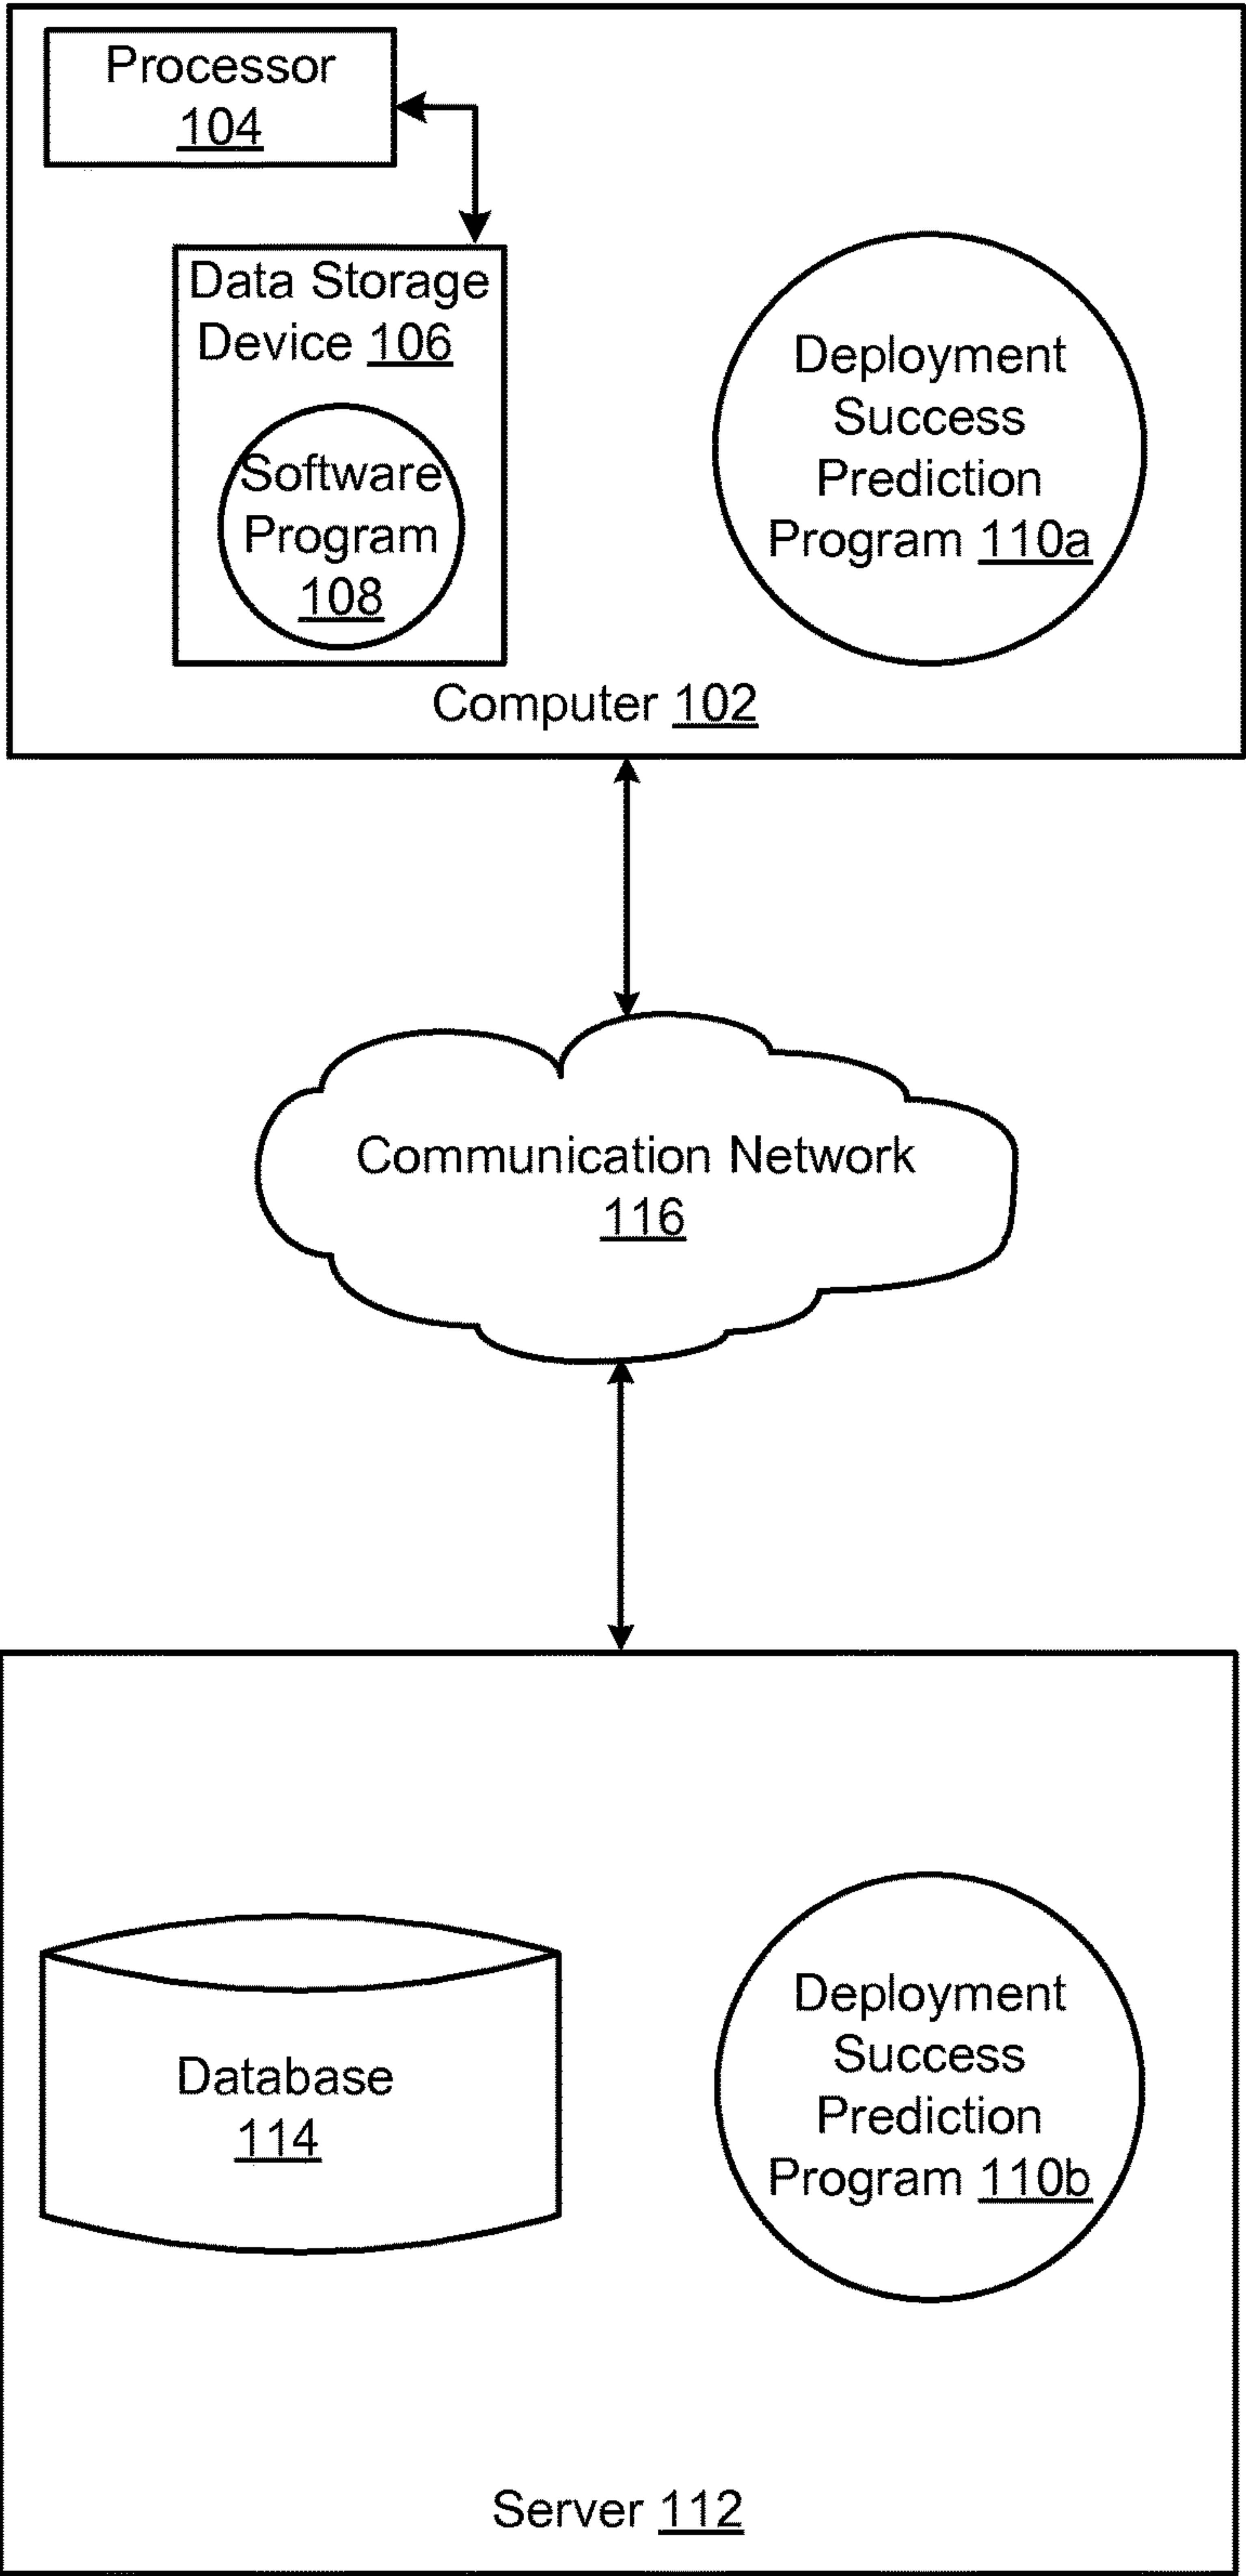 Processor
104
Data Storage
Device 106
Software
Program
108
Deployment
Success
Prediction
Program 110a
Computer 102
Communication Network
116
Database
114
Deployment
Success
Prediction
Program 110b
Server 112